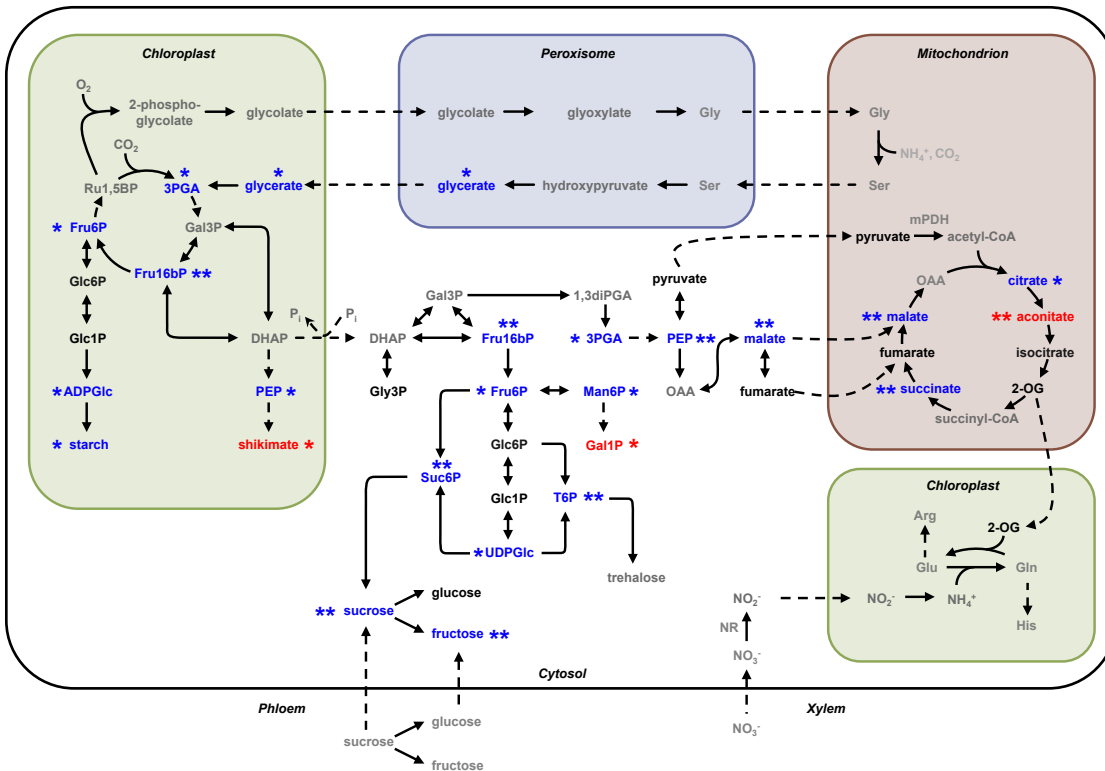 Chloroplast
Peroxisome
Mitochondrion
O₂
2-phospho-
glycolate
glycolate
glycolate
glyoxylate
Gly
Gly
CO₂
NH₄⁺, CO₂
Ru1,5BP
*
3PGA
*
glycerate
*
glycerate
hydroxypyruvate
Ser
Ser
* Fru6P
Gal3P
mPDH
pyruvate
acetyl-CoA
Glc6P
Fru16bP **
pyruvate
OAA
citrate *
Gal3P
1,3diPGA
Pᵢ
Pᵢ
Glc1P
DHAP
DHAP
**
Fru16bP
* 3PGA
PEP **
**
malate
** malate
** aconitate
fumarate
isocitrate
*ADPGlc
PEP *
Gly3P
* Fru6P
Man6P *
OAA
fumarate
** succinate
2-OG
succinyl-CoA
* starch
shikimate *
Glc6P
Gal1P *
**
Suc6P
Glc1P
T6P **
Chloroplast
*UDPGlc
Arg
2-OG
trehalose
Glu
Gln
glucose
** sucrose
fructose **
NO₂⁻
NO₂⁻
NH₄⁺
NR
His
NO₃⁻
Cytosol
Phloem
Xylem
glucose
sucrose
fructose
NO₃⁻